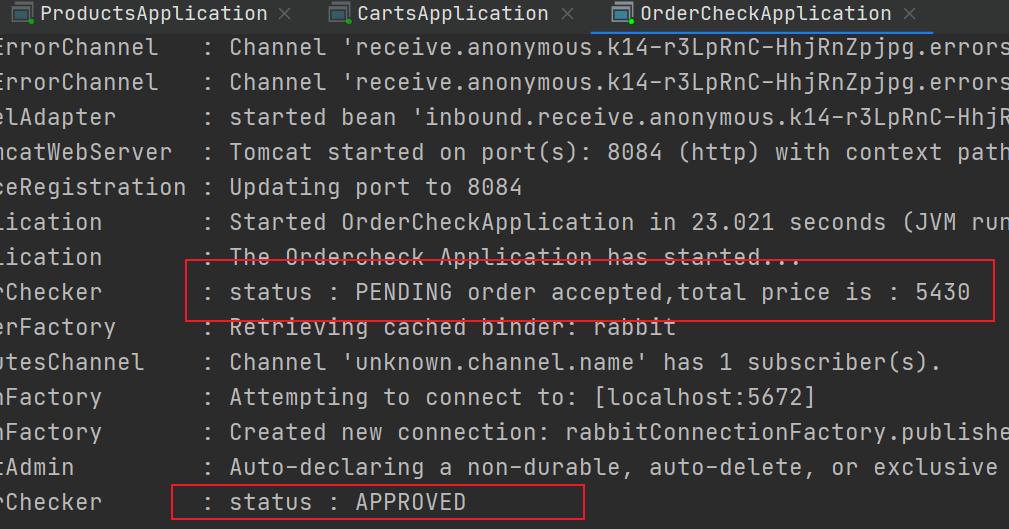 ProductsApplication × CartsApplication × OrderCheckApplication ×
ErrorChannel : Channel 'receive.anonymous.k14-r3LpRnC-HhjRnZpjpg.errors
ErrorChannel : Channel 'receive.anonymous.k14-r3LpRnC-HhjRnZpjpg.errors
elAdapter : started bean 'inbound.receive.anonymous.k14-r3LpRnC-HhjR
mcatWebServer : Tomcat started on port(s): 8084 (http) with context path
ceRegistration : Updating port to 8084
lication : Started OrderCheckApplication in 23.021 seconds (JVM run
lication : The Ordercheck Application has started...
rChecker : status : PENDING order accepted,total price is : 5430
erFactory : Retrieving cached binder: rabbit
utesChannel : Channel 'unknown.channel.name' has 1 subscriber(s).
nFactory : Attempting to connect to: [localhost:5672]
nFactory : Created new connection: rabbitConnectionFactory.publishe
tAdmin : Auto-declaring a non-durable, auto-delete, or exclusive
rChecker : status : APPROVED